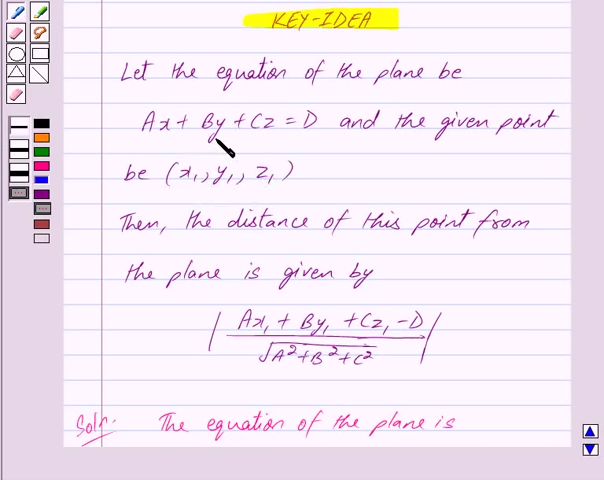 KEY-IDEA
Let the equation of the plane be
Ax + By + Cz = D and the given point
be (x₁, y₁, z₁)
Then, the distance of this point from
the plane is given by
| Ax₁ + By₁ + Cz₁ - D |
√A²+B²+C²
Soln: The equation of the plane is